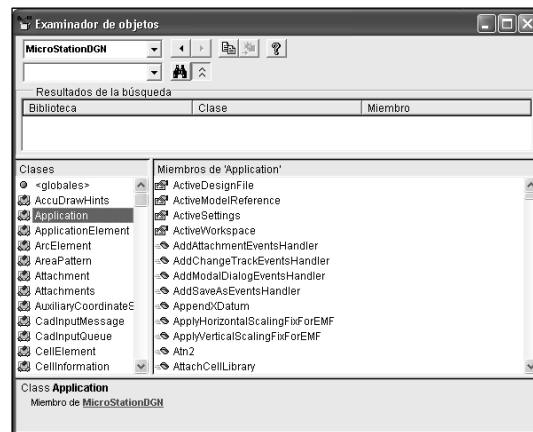 Examinador de objetos
MicroStationDGN
Resultados de la búsqueda
Biblioteca Clase Miembro
Clases
<globales>
AccuDrawHints
Application
ApplicationElement
ArcElement
AreaPattern
Attachment
Attachments
AuxiliaryCoordinateS
CadInputMessage
CadInputQueue
CellElement
CellInformation
Miembros de 'Application'
ActiveDesignFile
ActiveModelReference
ActiveSettings
ActiveWorkspace
AddAttachmentEventsHandler
AddChangeTrackEventsHandler
AddModalDialogEventsHandler
AddSaveAsEventsHandler
AppendXDatum
ApplyHorizontalScalingFixForEMF
ApplyVerticalScalingFixForEMF
Atn2
AttachCellLibrary
Class Application
Miembro de MicroStationDGN